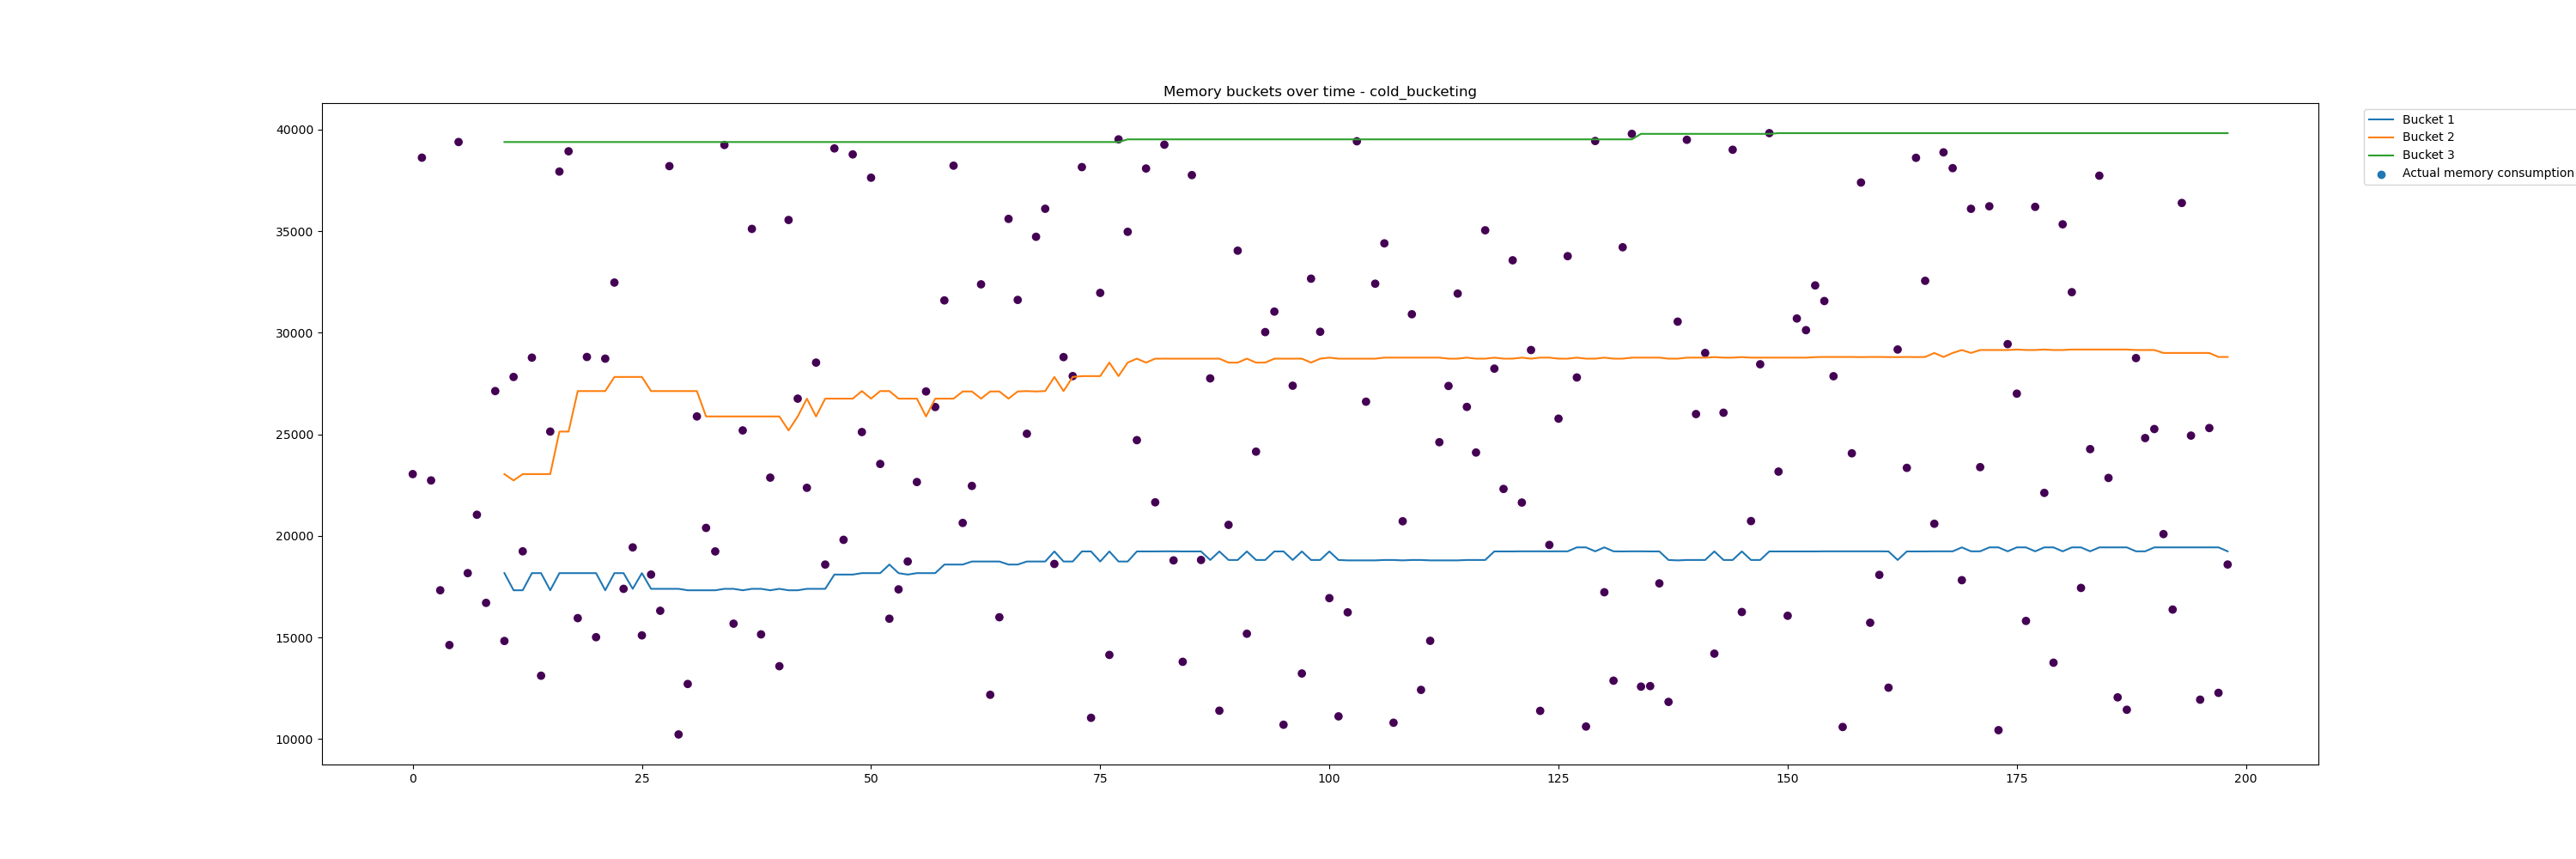 Memory buckets over time - cold_bucketing
40000
35000
30000
25000
20000
15000
10000
0 25 50 75 100 125 150 175 200
Bucket 1
Bucket 2
Bucket 3
Actual memory consumption